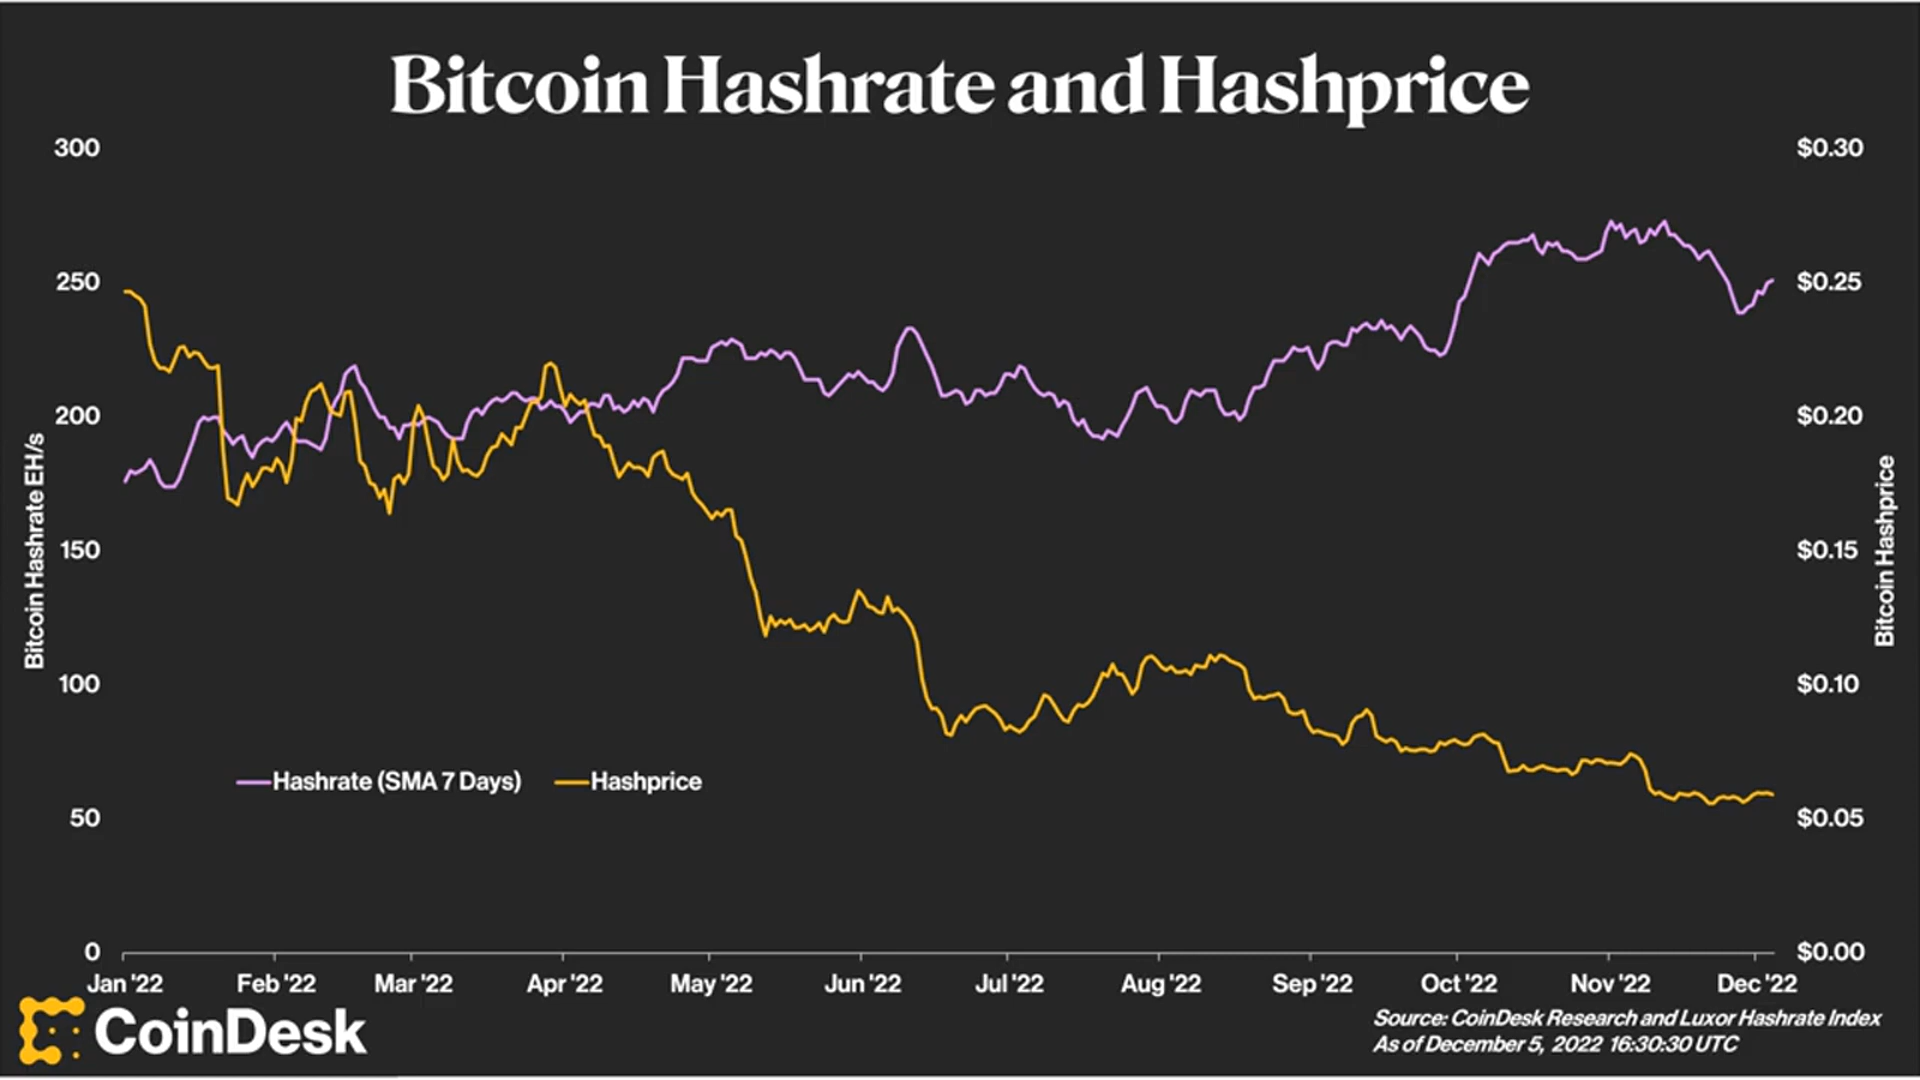 Bitcoin Hashrate and Hashprice
300
250
200
150
100
50
0
Bitcoin Hashrate EH/s
$0.30
$0.25
$0.20
$0.15
$0.10
$0.05
$0.00
Bitcoin Hashprice
Hashrate (SMA 7 Days) Hashprice
Jan '22 Feb '22 Mar '22 Apr '22 May '22 Jun '22 Jul '22 Aug '22 Sep '22 Oct '22 Nov '22 Dec '22
CoinDesk
Source: CoinDesk Research and Luxor Hashrate Index
As of December 5, 2022 16:30:30 UTC